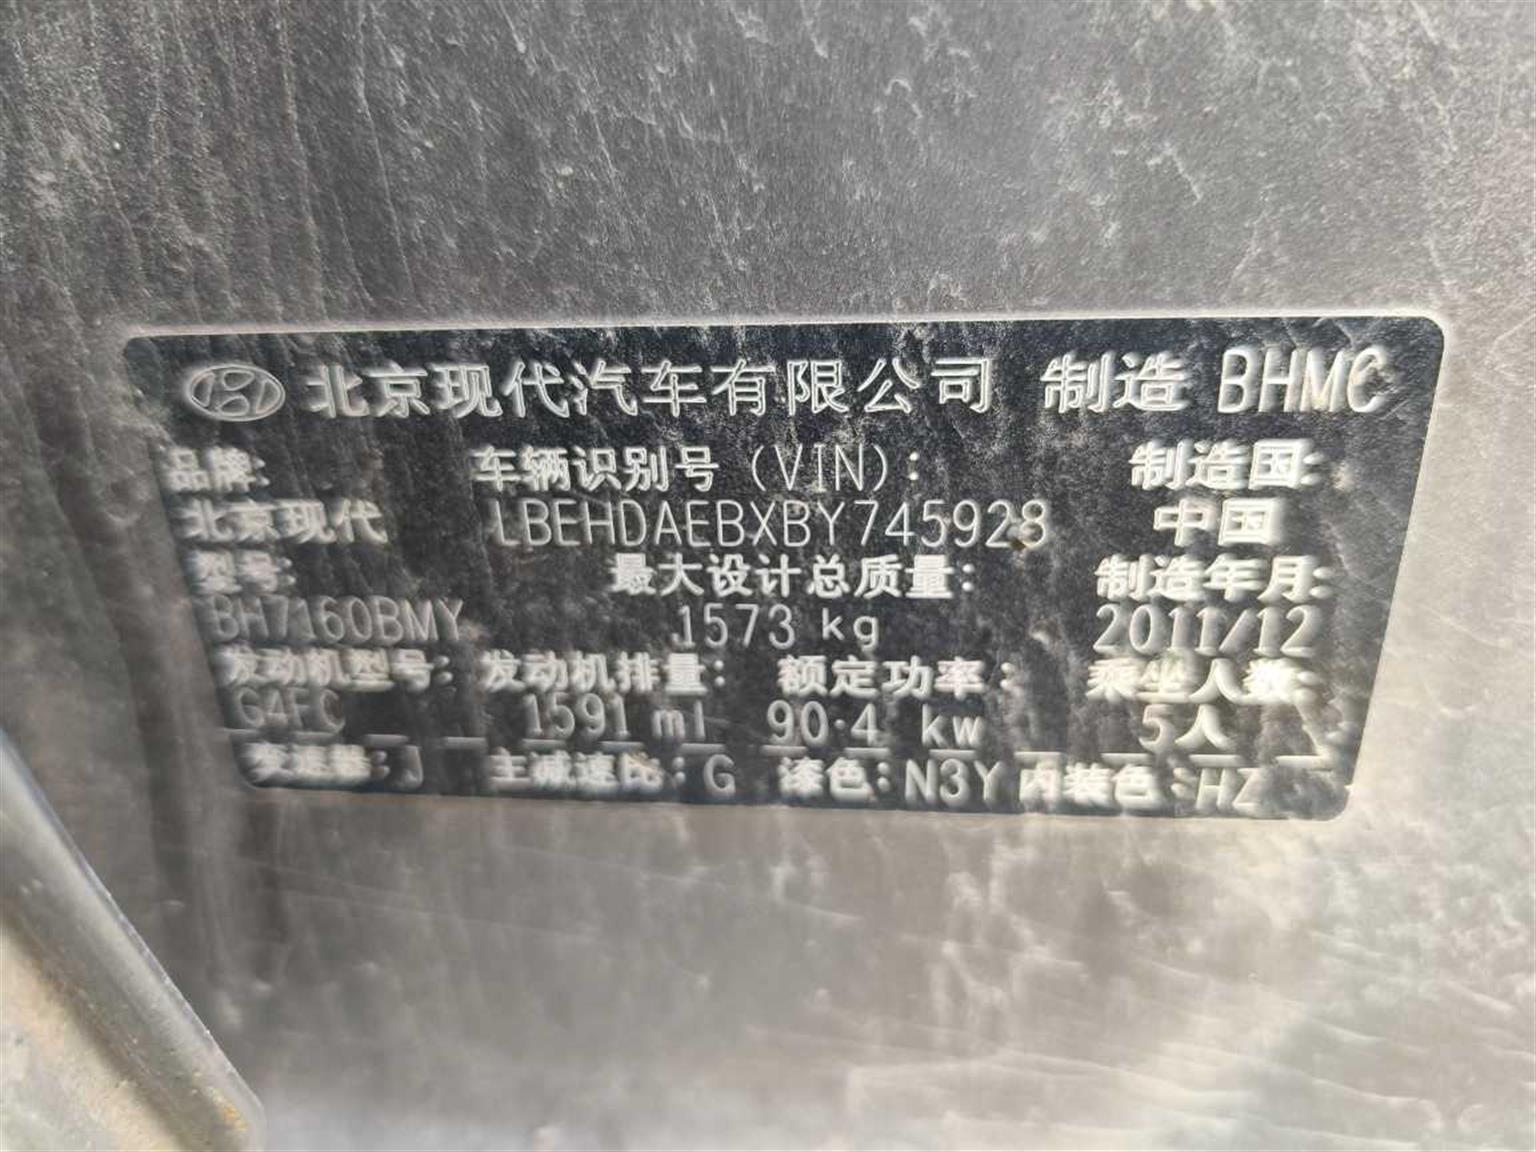 北京现代汽车有限公司 制造 BHMC
品牌: 车辆识别号 (VIN): 制造国:
北京现代 LBEHDAEBXBY745928 中国
型号: 最大设计总质量: 制造年月:
BH7160BMY 1573 kg 2011/12
发动机型号: 发动机排量: 额定功率: 乘坐人数:
G4FC 1591 ml 90·4 kw 5人
变速器:J 主减速比:G 漆色:N3Y 内装色:HZ